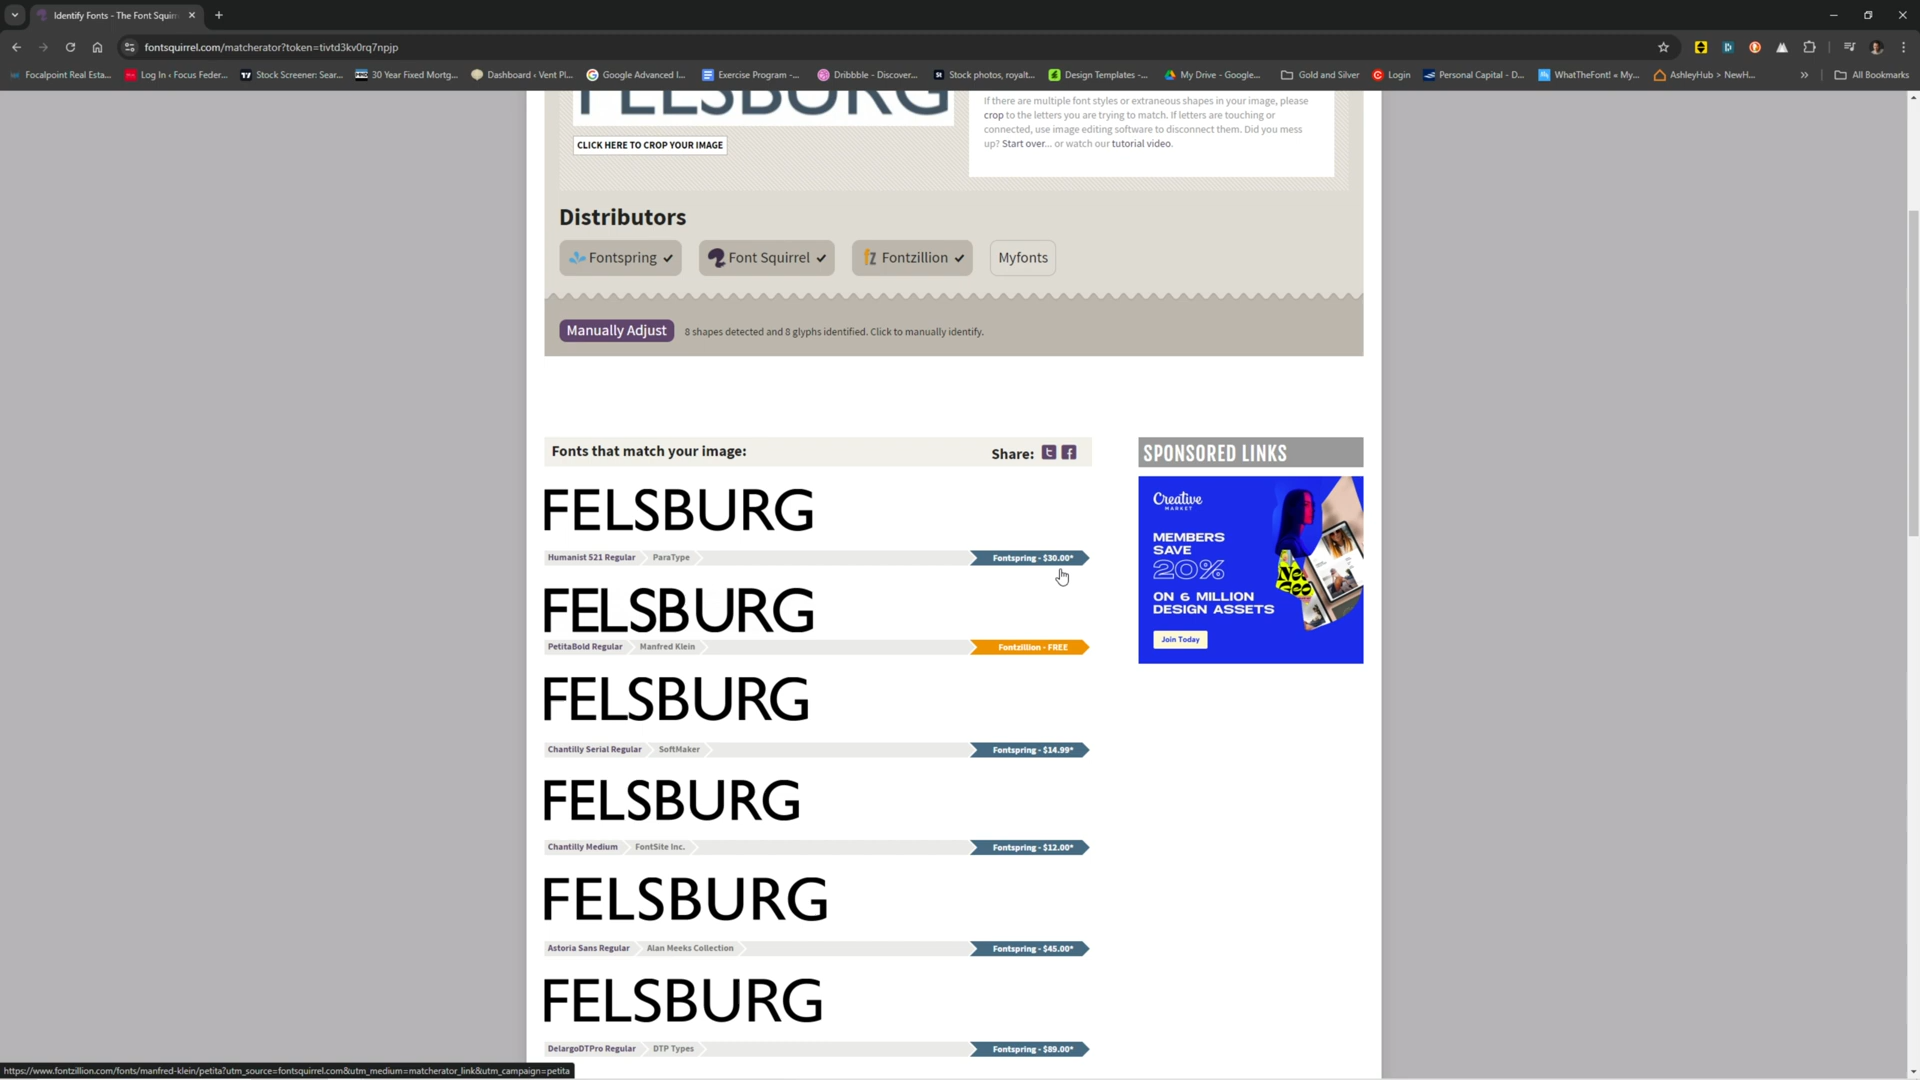 Identify Fonts - The Font Squirr
fontsquirrel.com/matcherator?token=tivtd3kv0rq7npjp
Focalpoint Real Esta... Log In ‹ Focus Feder... Stock Screener: Sear... 30 Year Fixed Mortg... Dashboard ‹ Vent Pl... Google Advanced I... Exercise Program -... Dribbble - Discover... Stock photos, royalt... Design Templates -... My Drive - Google... Gold and Silver Login Personal Capital - D... WhatTheFont! « My... AshleyHub > NewH... » All Bookmarks
FELSBURG
If there are multiple font styles or extraneous shapes in your image, please
crop to the letters you are trying to match. If letters are touching or
connected, use image editing software to disconnect them. Did you mess
up? Start over... or watch our tutorial video.
CLICK HERE TO CROP YOUR IMAGE
Distributors
Fontspring ✔ Font Squirrel ✔ fz Fontzillion ✔ Myfonts
Manually Adjust 8 shapes detected and 8 glyphs identified. Click to manually identify.
Fonts that match your image: Share:
FELSBURG
Humanist 521 Regular ParaType Fontspring - $30.00*
FELSBURG
PetitaBold Regular Manfred Klein Fontzillion - FREE
FELSBURG
Chantilly Serial Regular SoftMaker Fontspring - $14.99*
FELSBURG
Chantilly Medium FontSite Inc. Fontspring - $12.00*
FELSBURG
Astoria Sans Regular Alan Meeks Collection Fontspring - $45.00*
FELSBURG
DelargoDTPro Regular DTP Types Fontspring - $89.00*
SPONSORED LINKS
Creative
MARKET
MEMBERS
SAVE
20%
ON 6 MILLION
DESIGN ASSETS
Join Today
https://www.fontzillion.com/fonts/manfred-klein/petita?utm_source=fontsquirrel.com&utm_medium=matcherator_link&utm_campaign=petita